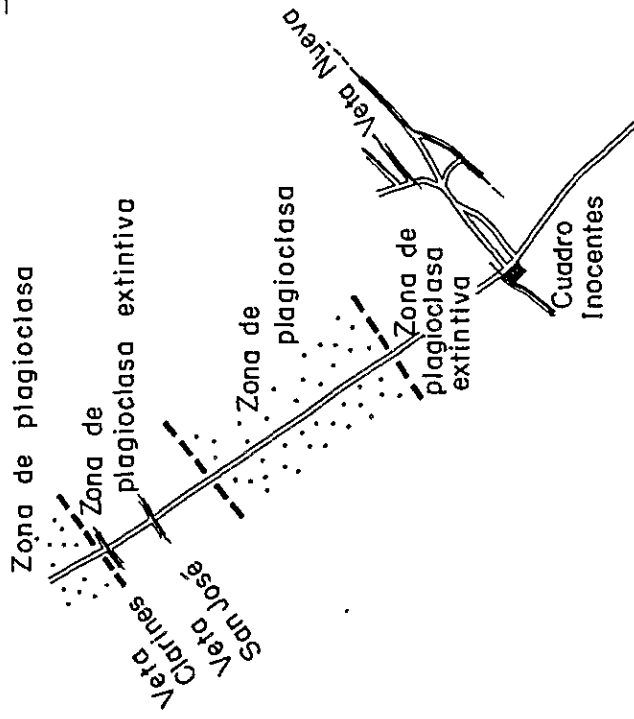 Zona de plagioclasa
Zona de
plagioclasa extintiva
Zona de
plagioclasa
Zona de
plagioclasa
extintiva
Veta Nueva
Veta
Clarines
Veta
San José
Cuadro
Inocentes